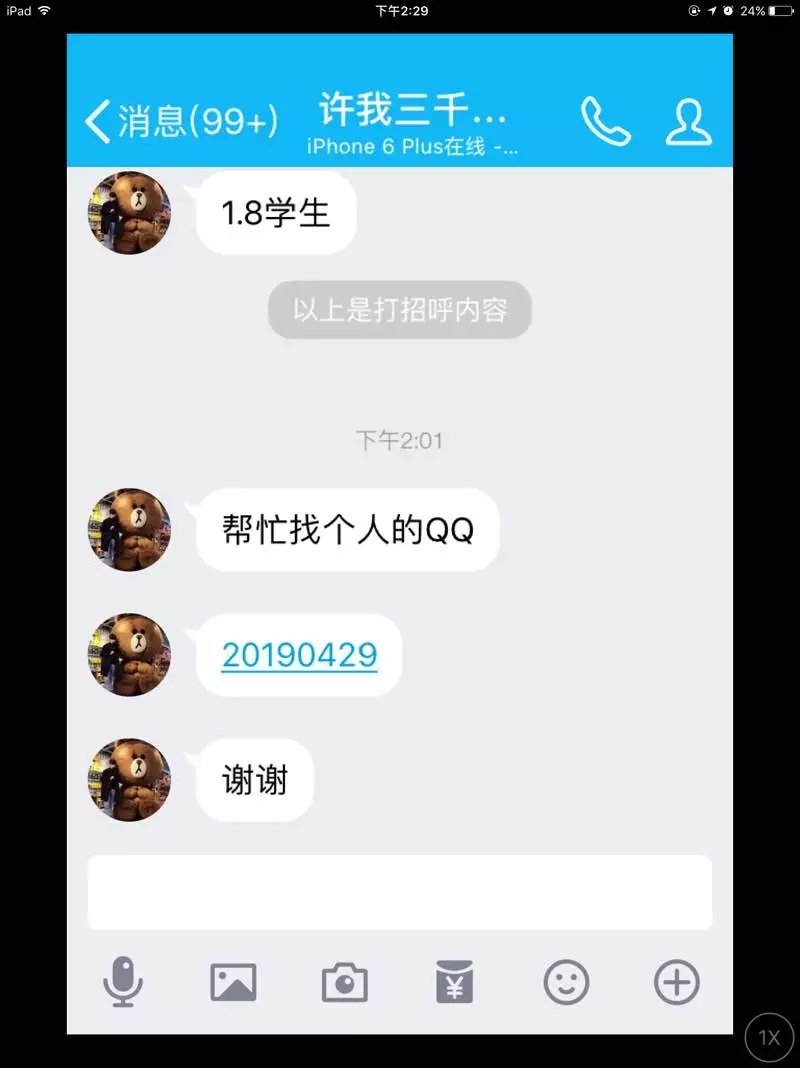 iPad 下午2:29 24%
消息(99+) 许我三千...
iPhone 6 Plus在线 -...
1.8学生
以上是打招呼内容
下午2:01
帮忙找个人的QQ
20190429
谢谢
¥
1X